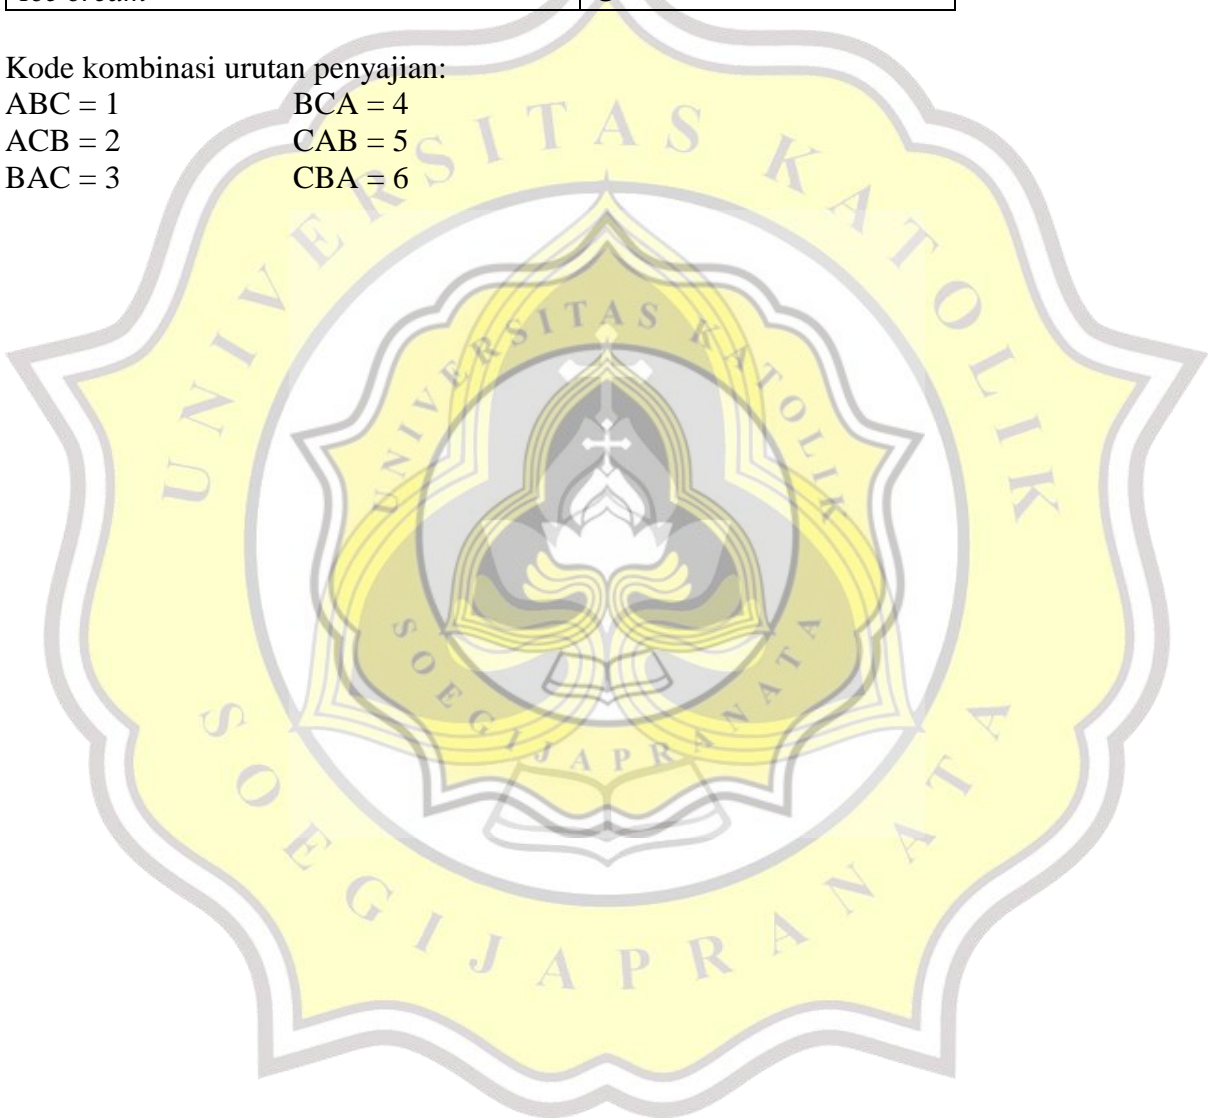 Kode kombinasi urutan penyajian:
ABC = 1 BCA = 4
ACB = 2 CAB = 5
BAC = 3 CBA = 6
UNIVERSITAS KATOLIK
SOEGIJAPRANATA
UNIVERSITAS KATOLIK
SOEGIJAPRANATA